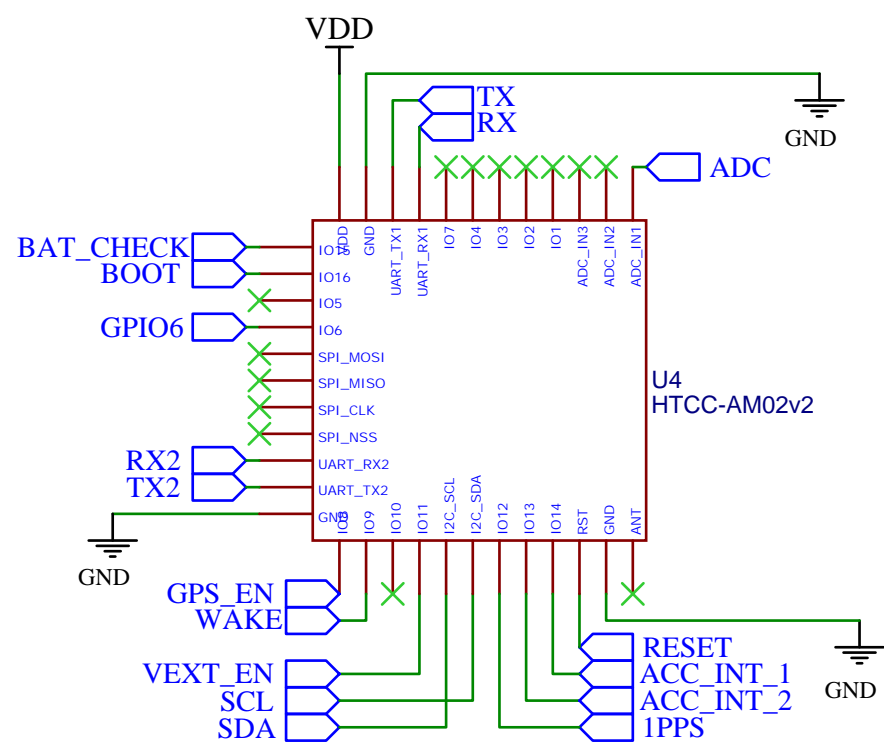 VDD
TX
RX
GND
ADC
VDD
GND
UART_TX1
UART_RX1
IO7
IO4
IO3
IO2
IO1
ADC_IN3
ADC_IN2
ADC_IN1
BAT_CHECK
IO15
BOOT
IO16
IO5
GPIO6
IO6
SPI_MOSI
SPI_MISO
SPI_CLK
SPI_NSS
U4
HTCC-AM02v2
RX2
UART_RX2
TX2
UART_TX2
GND
GND
IO8
IO9
IO10
IO11
I2C_SCL
I2C_SDA
IO12
IO13
IO14
RST
GND
ANT
GPS_EN
WAKE
VEXT_EN
SCL
SDA
RESET
ACC_INT_1
ACC_INT_2
1PPS
GND